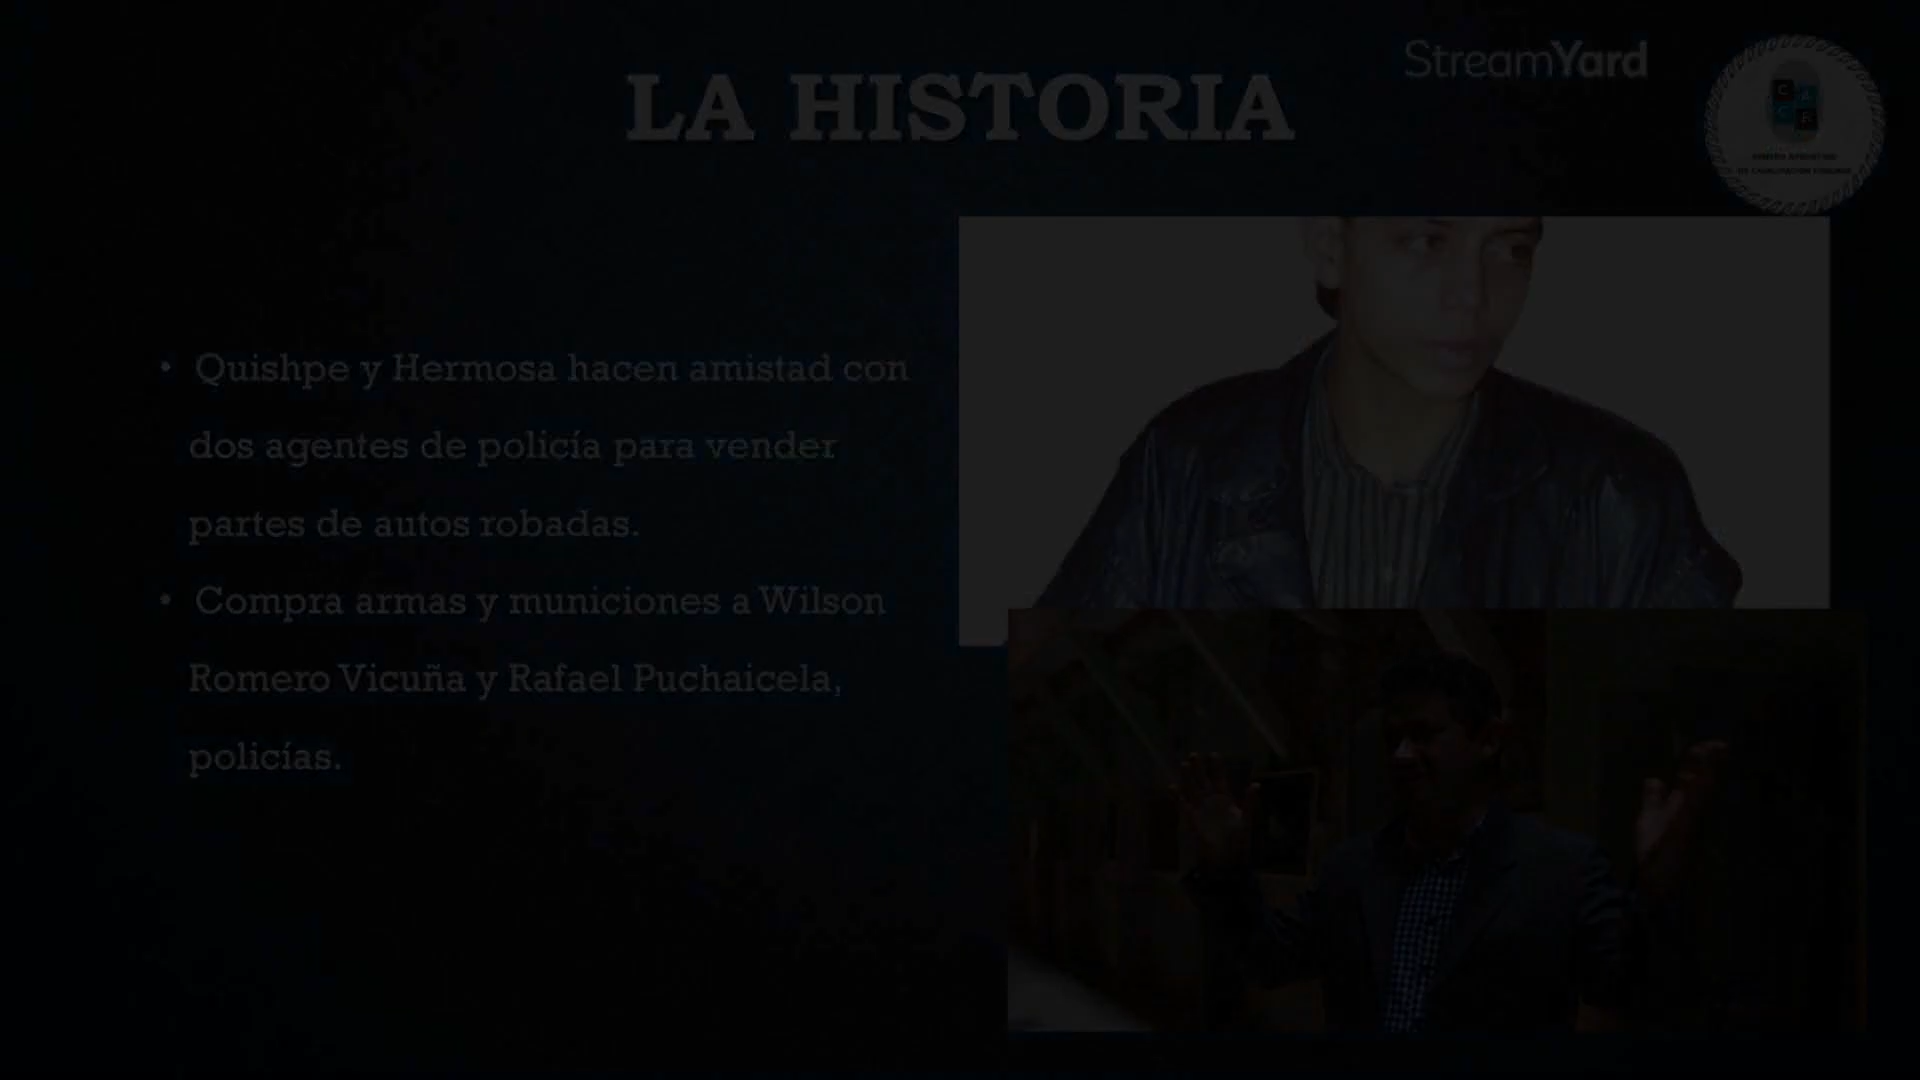 StreamYard
LA HISTORIA
• Quishpe y Hermosa hacen amistad con
dos agentes de policía para vender
partes de autos robadas.
• Compra armas y municiones a Wilson
Romero Vicuña y Rafael Puchaicela,
policías.